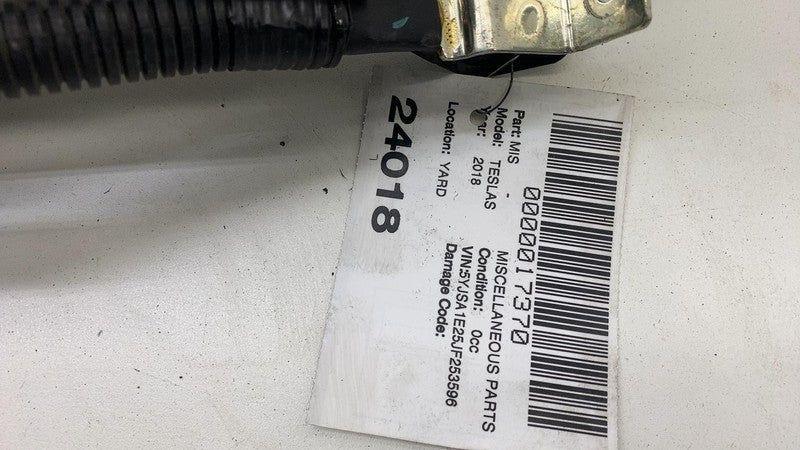 0000017370
Part: MIS - MISCELLANEOUS PARTS
Model: TESLAS Condition: 0cc
Year: 2018 VIN:5YJSA1E25JF253596
Damage Code:
Location: YARD
24018